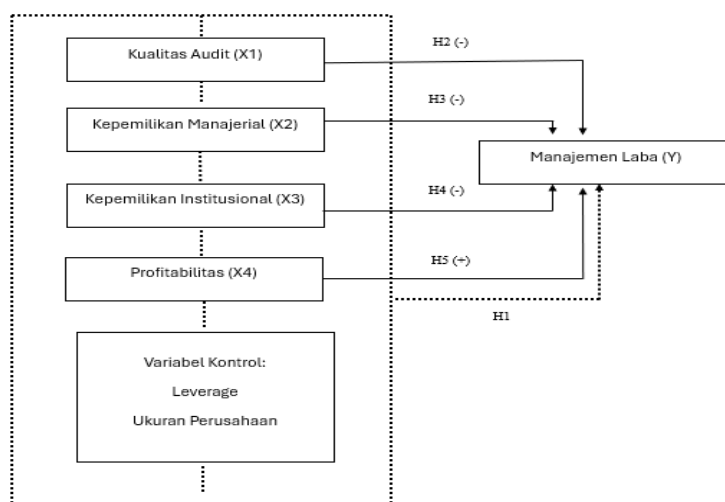 Kualitas Audit (X1)
H2 (-)
Kepemilikan Manajerial (X2)
H3 (-)
Manajemen Laba (Y)
Kepemilikan Institusional (X3)
H4 (-)
Profitabilitas (X4)
H5 (+)
H1
Variabel Kontrol:
Leverage
Ukuran Perusahaan